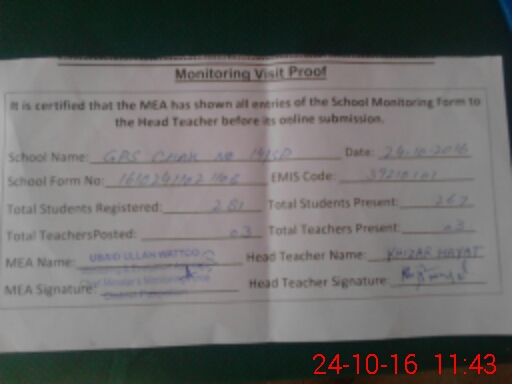 Monitoring Visit Proof
It is certified that the MEA has shown all entries of the School Monitoring Form to
the Head Teacher before its online submission.
School Name: GPS CHAK NO Date: 24-10-2016
School Form No: EMIS Code:
Total Students Registered: 281 Total Students Present: 267
Total TeachersPosted: 03 Total Teachers Present: 03
MEA Name: UBAID ULLAH WATTOO Head Teacher Name: KHIZAR HAYAT
MEA Signature: Head Teacher Signature:
24-10-16 11:43